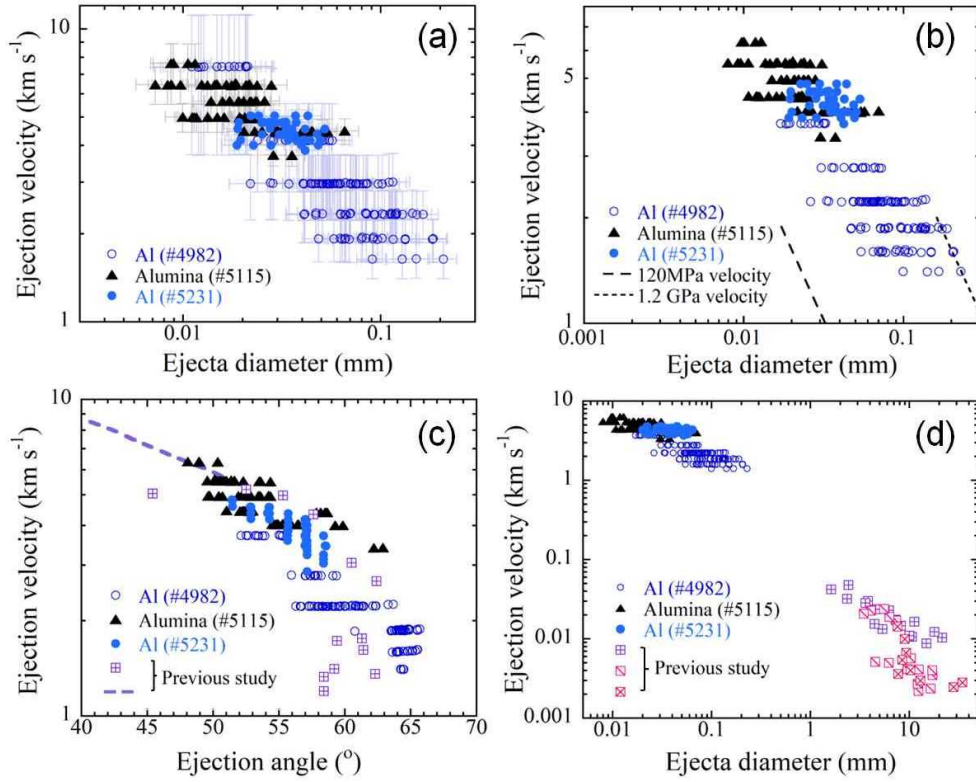 (a)
10
1
Ejection velocity (km s⁻¹)
Al (#4982)
Alumina (#5115)
Al (#5231)
0.01
0.1
Ejecta diameter (mm)
(b)
5
1
Ejection velocity (km s⁻¹)
Al (#4982)
Alumina (#5115)
Al (#5231)
120MPa velocity
1.2 GPa velocity
0.001
0.01
0.1
Ejecta diameter (mm)
(c)
10
1
Ejection velocity (km s⁻¹)
Al (#4982)
Alumina (#5115)
Al (#5231)
Previous study
40
45
50
55
60
65
70
Ejection angle (°)
(d)
10
1
0.1
0.01
0.001
Ejection velocity (km s⁻¹)
Al (#4982)
Alumina (#5115)
Al (#5231)
Previous study
0.01
0.1
1
10
Ejecta diameter (mm)